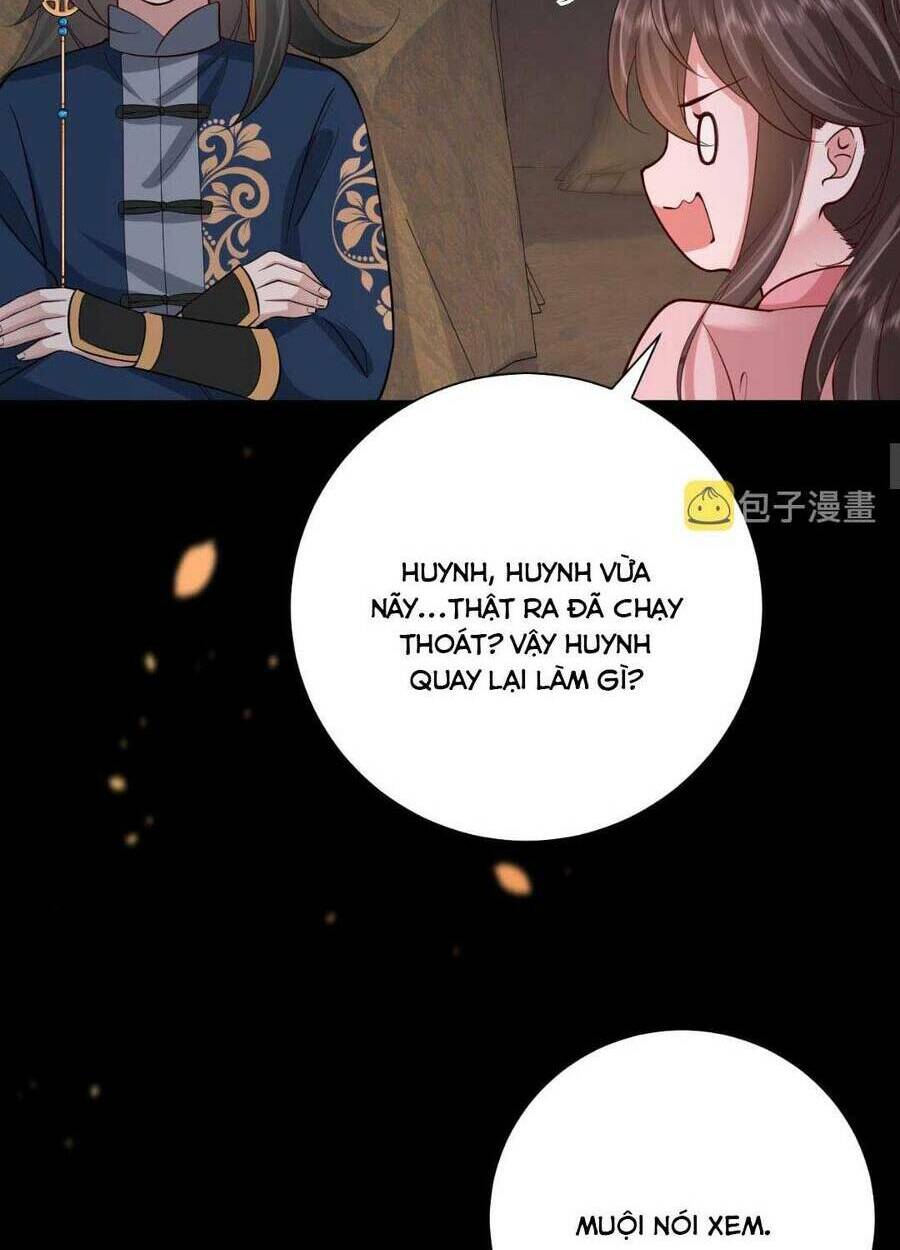 包子漫畫
HUYNH, HUYNH VỪA
NÃY...THẬT RA ĐÃ CHẠY
THOÁT? VẬY HUYNH
QUAY LẠI LÀM GÌ?
MUỘI NÓI XEM.